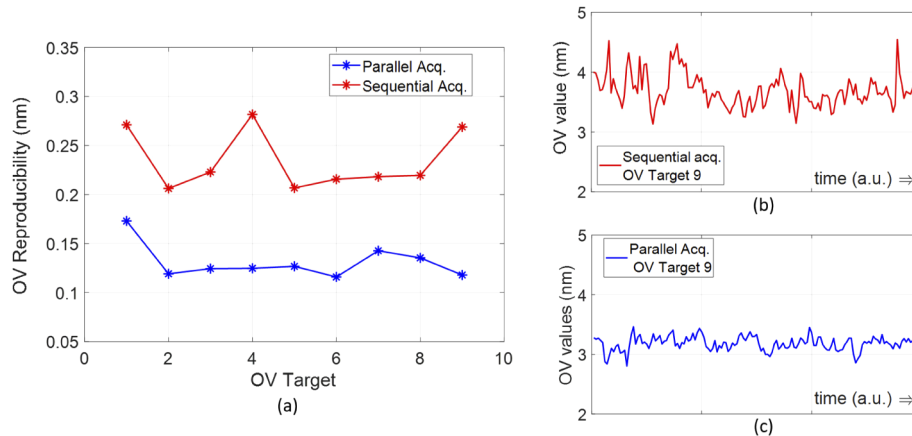 0.35
0.3
0.25
0.2
0.15
0.1
0.05
OV Reproducibility (nm)
Parallel Acq.
Sequential Acq.
0 2 4 6 8 10
OV Target
(a)
5
4
3
2
OV value (nm)
Sequential acq.
OV Target 9
time (a.u.) ⇒
(b)
5
4
3
2
OV values (nm)
Parallel Acq.
OV Target 9
time (a.u.) ⇒
(c)